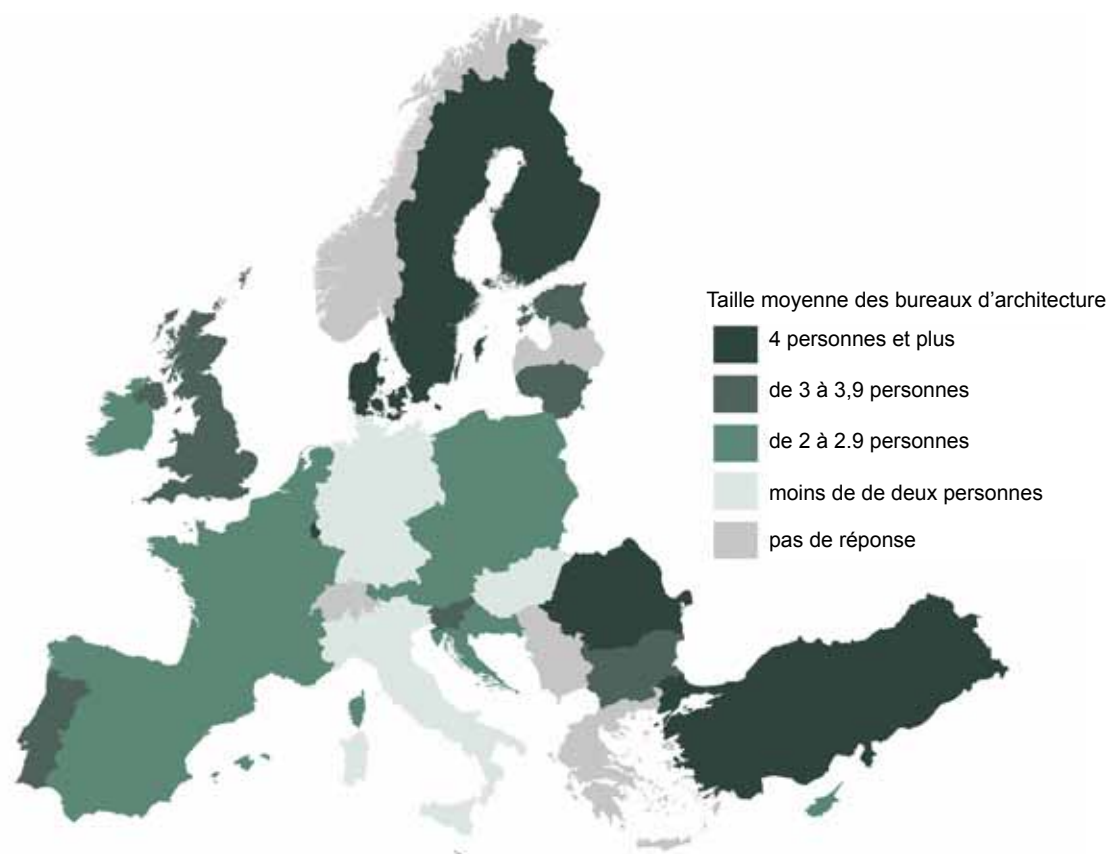 Taille moyenne des bureaux d'architecture
4 personnes et plus
de 3 à 3,9 personnes
de 2 à 2.9 personnes
moins de de deux personnes
pas de réponse